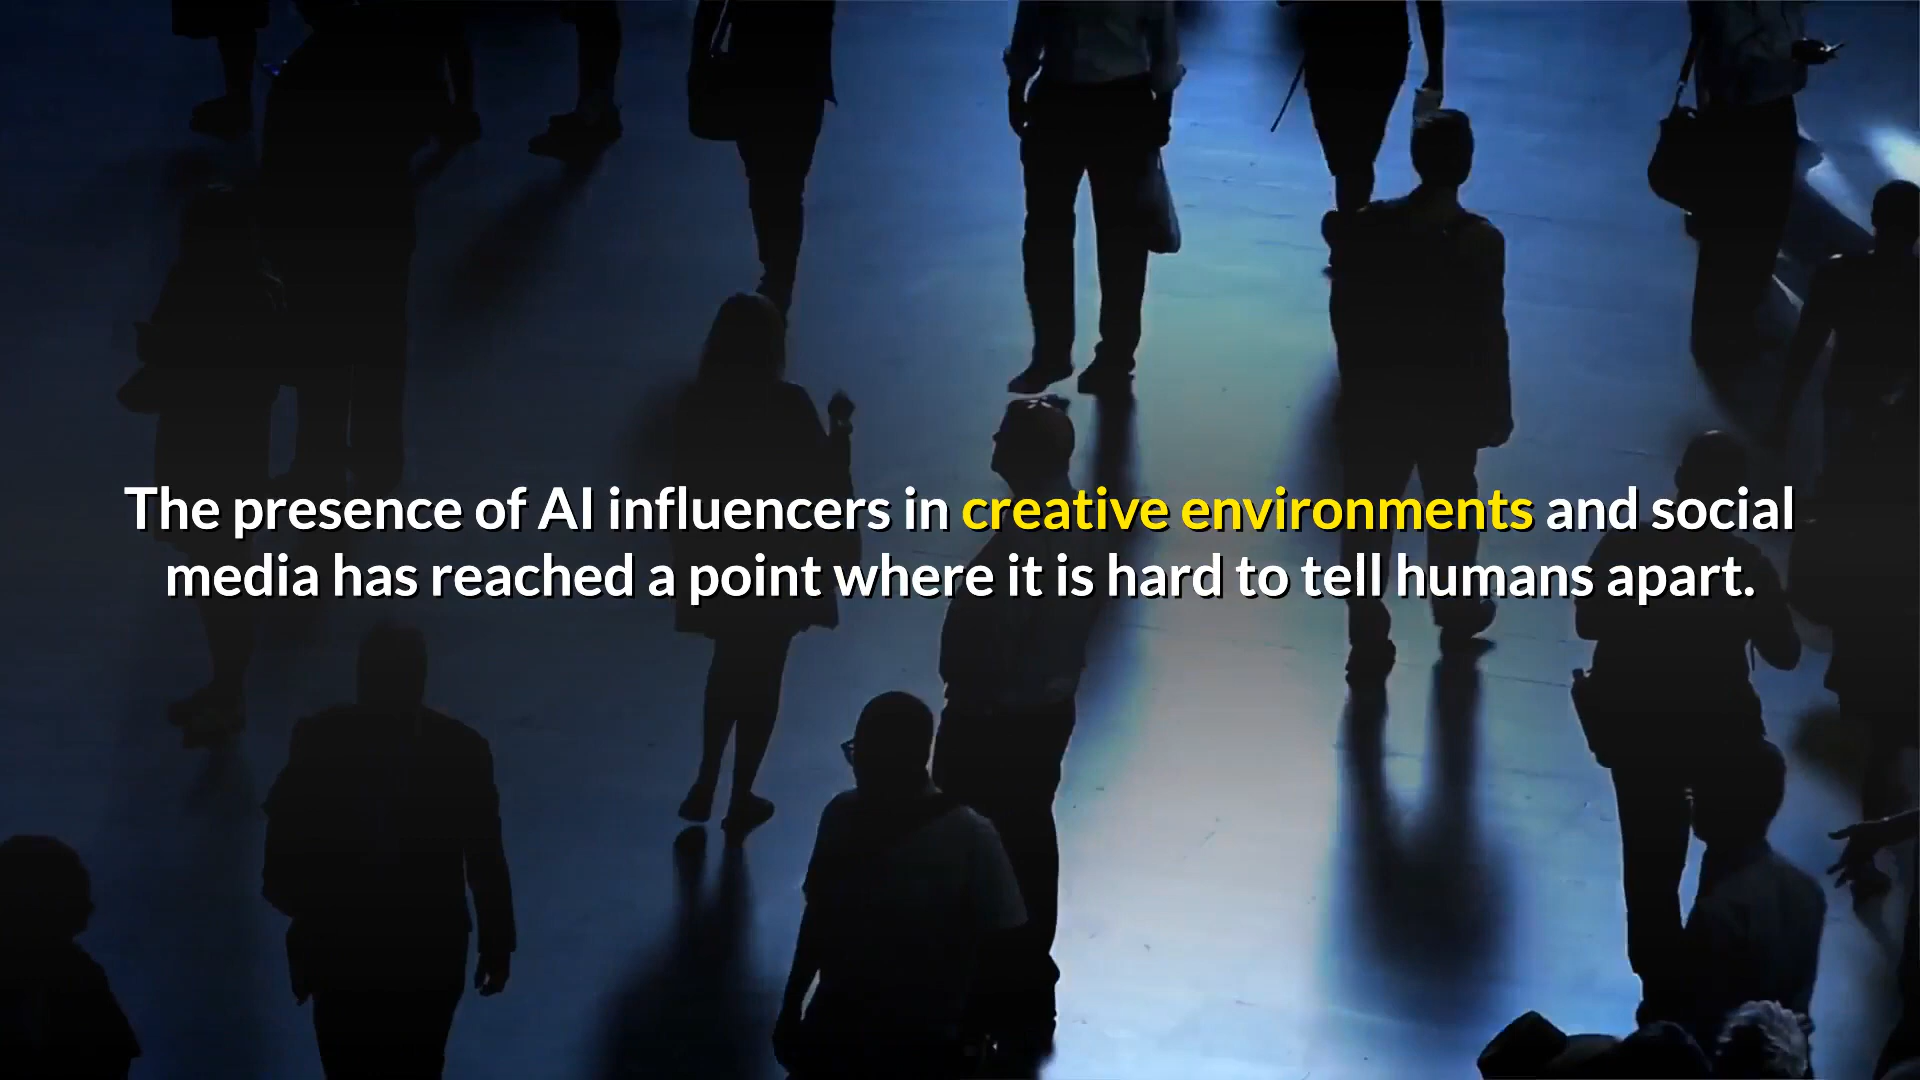 The presence of AI influencers in creative environments and social
media has reached a point where it is hard to tell humans apart.